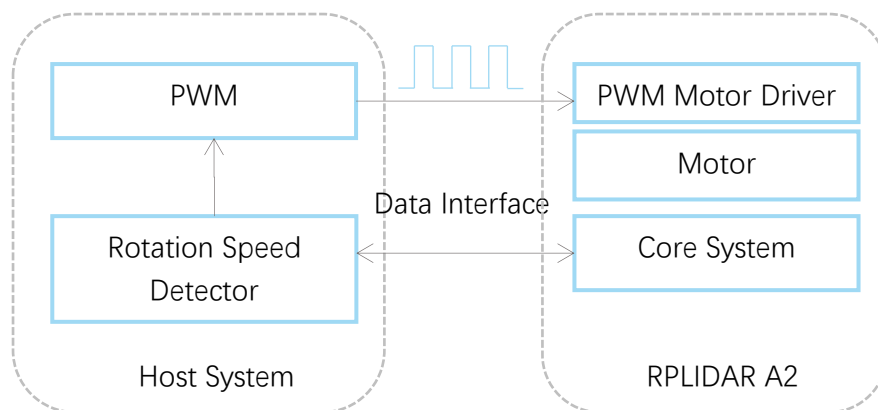 PWM
PWM Motor Driver
Motor
Data Interface
Rotation Speed
Detector
Core System
Host System
RPLIDAR A2